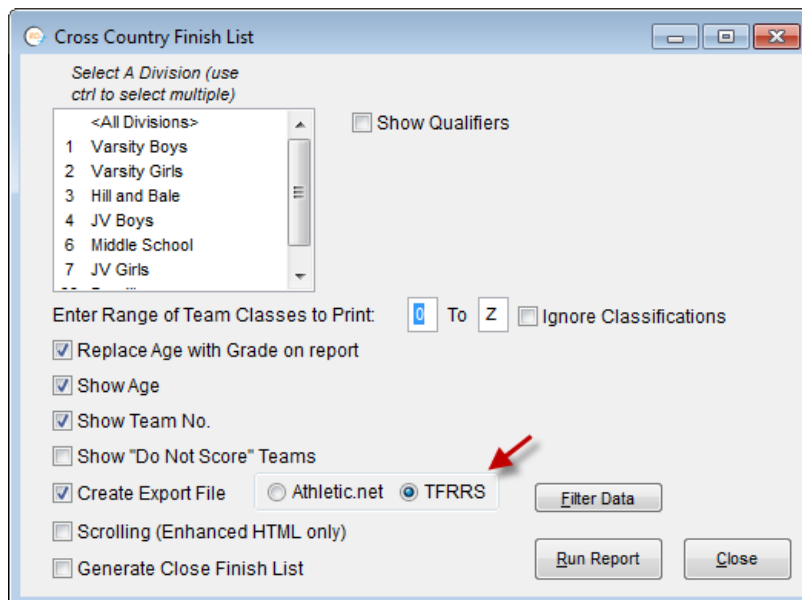 Cross Country Finish List
Select A Division (use
ctrl to select multiple)
<All Divisions>
1 Varsity Boys
2 Varsity Girls
3 Hill and Bale
4 JV Boys
6 Middle School
7 JV Girls
Show Qualifiers
Enter Range of Team Classes to Print: 0 To Z Ignore Classifications
Replace Age with Grade on report
Show Age
Show Team No.
Show "Do Not Score" Teams
Create Export File Athletic.net TFRRS Filter Data
Scrolling (Enhanced HTML only)
Run Report Close
Generate Close Finish List